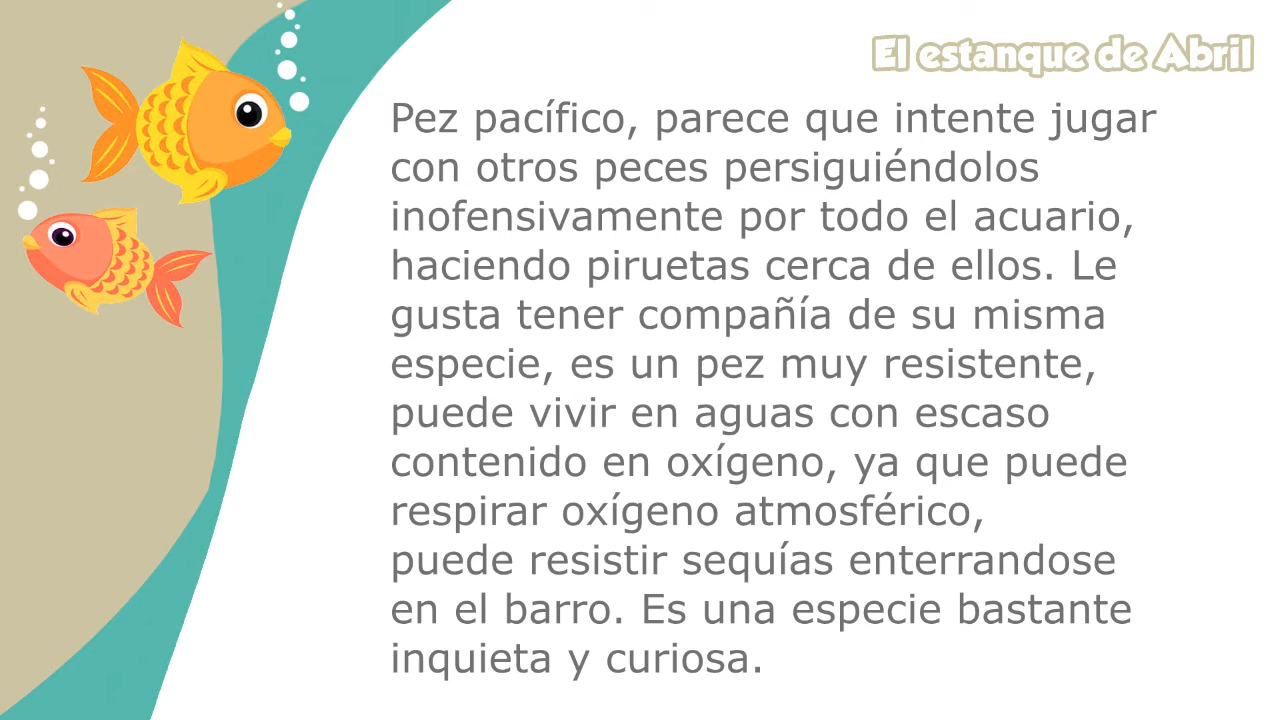 El estanque de Abril
Pez pacífico, parece que intente jugar
con otros peces persiguiéndolos
inofensivamente por todo el acuario,
haciendo piruetas cerca de ellos. Le
gusta tener compañía de su misma
especie, es un pez muy resistente,
puede vivir en aguas con escaso
contenido en oxígeno, ya que puede
respirar oxígeno atmosférico,
puede resistir sequías enterrandose
en el barro. Es una especie bastante
inquieta y curiosa.